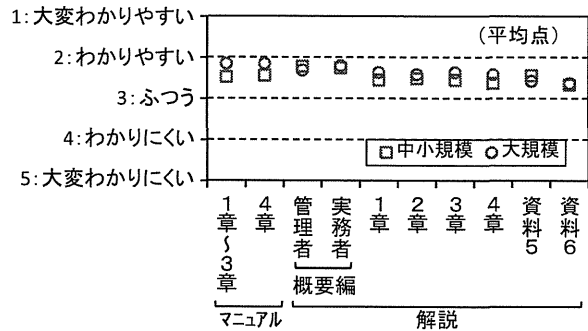 1:大変わかりやすい
(平均点)
2:わかりやすい
3:ふつう
4:わかりにくい
中小規模 大規模
5:大変わかりにくい
1章~3章
4章
管理者
実務者
1章
2章
3章
4章
資料5
資料6
概要編
マニュアル
解説